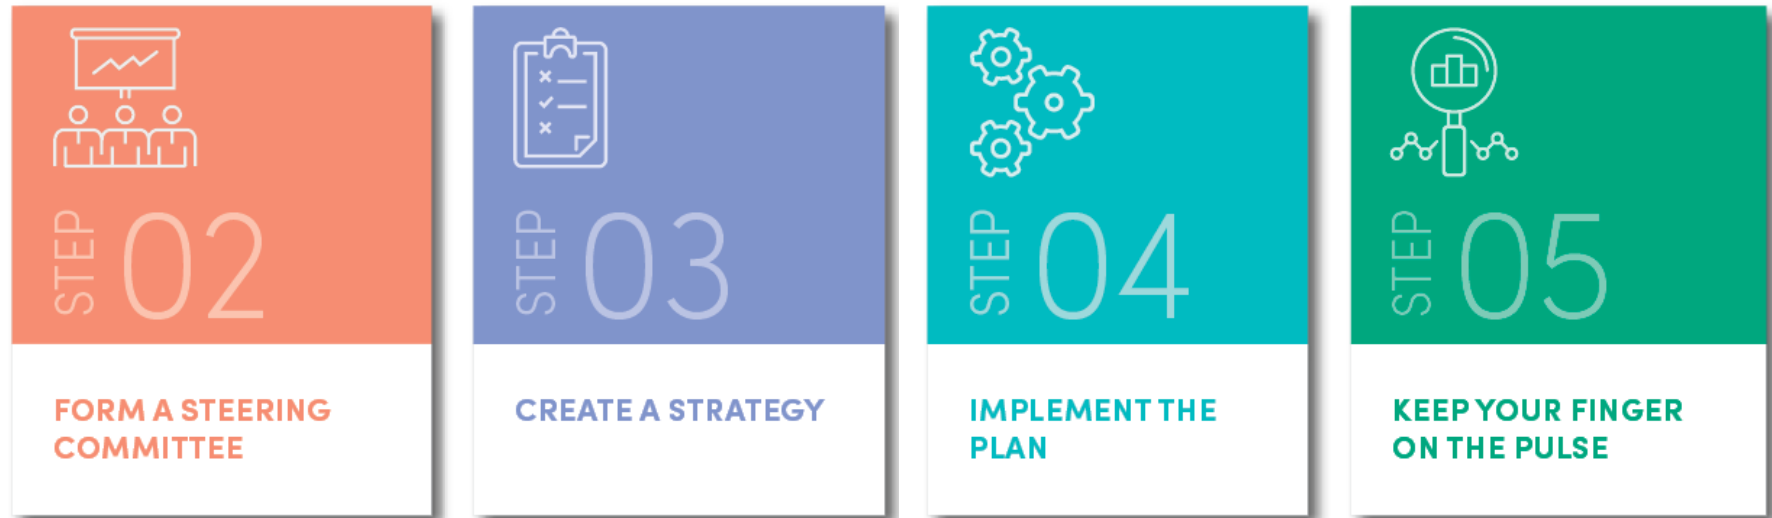 STEP 02
FORM A STEERING
COMMITTEE
STEP 03
CREATE A STRATEGY
STEP 04
IMPLEMENT THE
PLAN
STEP 05
KEEP YOUR FINGER
ON THE PULSE